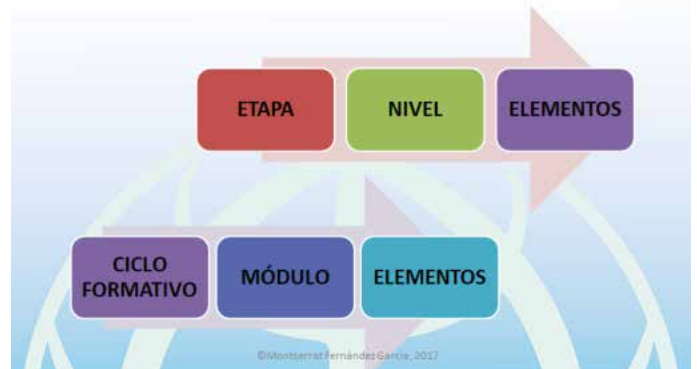 ETAPA
NIVEL
ELEMENTOS
CICLO
FORMATIVO
MÓDULO
ELEMENTOS
©Montserrat Fernández García, 2017